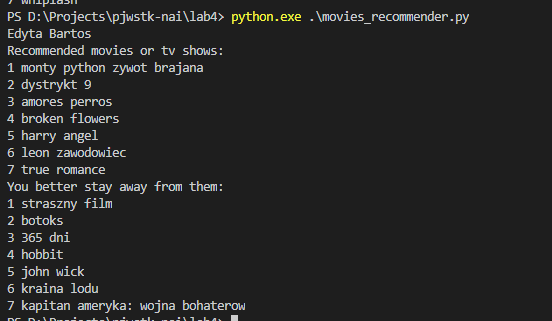 7 whiplash
PS D:\Projects\pjwstk-nai\lab4> python.exe .\movies_recommender.py
Edyta Bartos
Recommended movies or tv shows:
1 monty python zywot brajana
2 dystrykt 9
3 amores perros
4 broken flowers
5 harry angel
6 leon zawodowiec
7 true romance
You better stay away from them:
1 straszny film
2 botoks
3 365 dni
4 hobbit
5 john wick
6 kraina lodu
7 kapitan ameryka: wojna bohaterow
PS D:\Projects\pjwstk-nai\lab4>